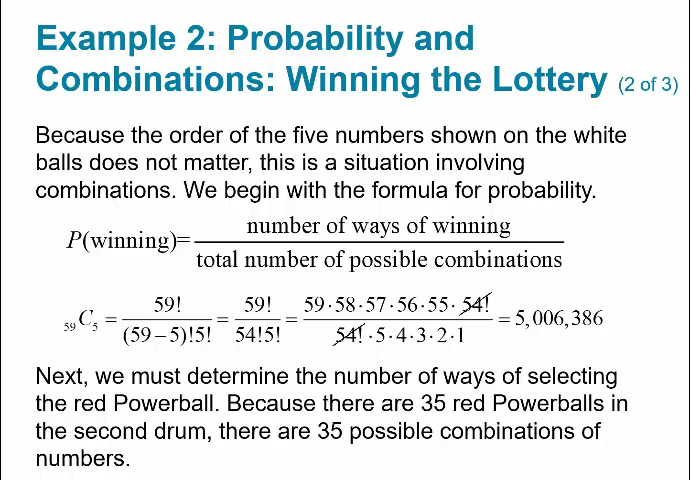 Example 2: Probability and
Combinations: Winning the Lottery (2 of 3)
Because the order of the five numbers shown on the white
balls does not matter, this is a situation involving
combinations. We begin with the formula for probability.
P(winning)= number of ways of winning / total number of possible combinations
₅₉C₅ = 59! / (59 − 5)!5! = 59! / 54!5! = 59·58·57·56·55·54! / 54!·5·4·3·2·1 = 5,006,386
Next, we must determine the number of ways of selecting
the red Powerball. Because there are 35 red Powerballs in
the second drum, there are 35 possible combinations of
numbers.